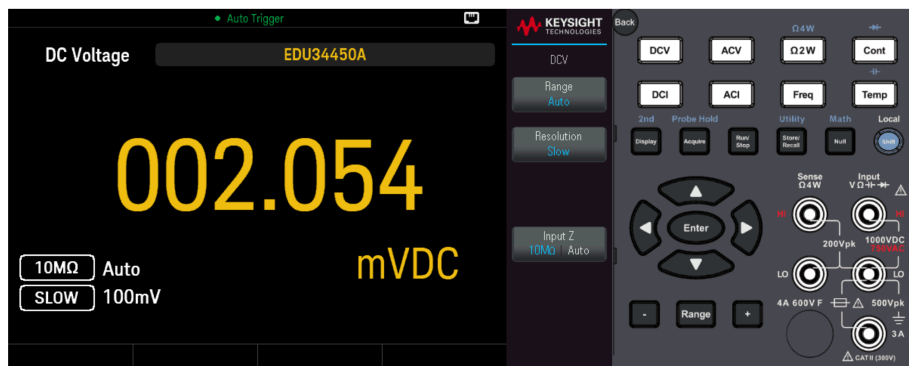 Auto Trigger
DC Voltage
EDU34450A
002.054
mVDC
10MΩ Auto
SLOW 100mV
KEYSIGHT
TECHNOLOGIES
DCV
Range
Auto
Resolution
Slow
Input Z
10MΩ Auto
Back
Ω4W
DCV ACV Ω2W Cont
DCI ACI Freq Temp
2nd Probe Hold Utility Math Local
Display Acquire Run/ Stop Store/ Recall Null Shift
Enter
- Range +
Sense
Ω4W
Input
VΩ
HI HI
200Vpk
1000VDC
750VAC
LO LO
4A 600V F
500Vpk
3A
CAT II (300V)